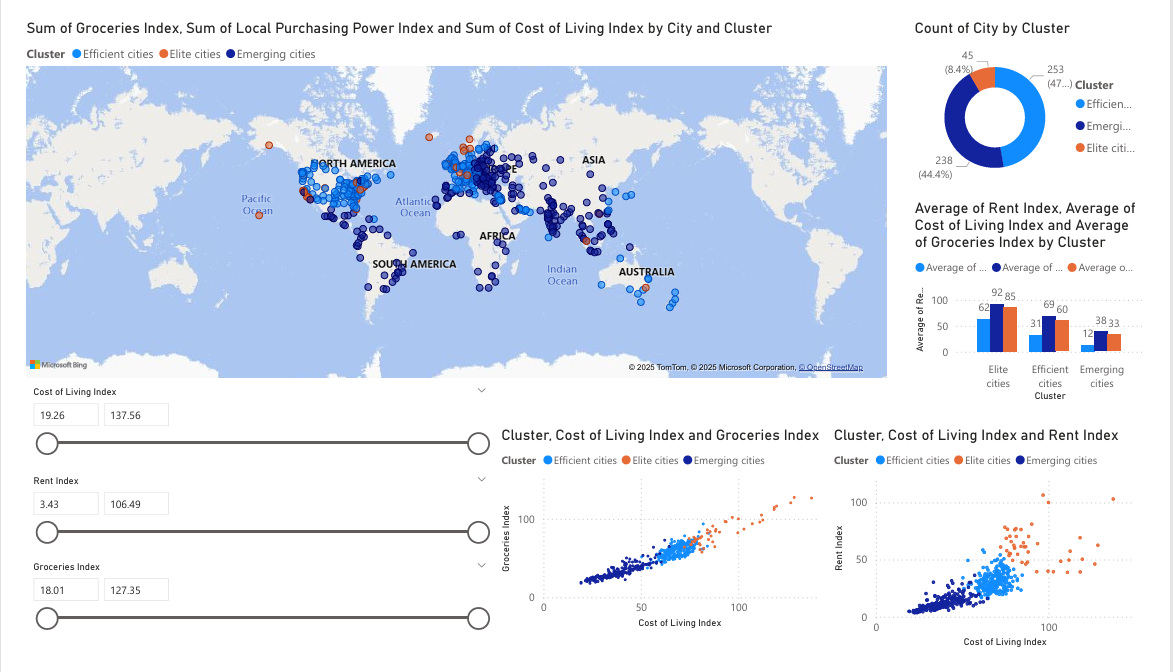 Sum of Groceries Index, Sum of Local Purchasing Power Index and Sum of Cost of Living Index by City and Cluster
Cluster Efficient cities Elite cities Emerging cities
NORTH AMERICA
ASIA
Pacific
Ocean
Atlantic
Ocean
AFRICA
SOUTH AMERICA
Indian
Ocean
AUSTRALIA
Microsoft Bing
© 2025 TomTom, © 2025 Microsoft Corporation, © OpenStreetMap
Count of City by Cluster
45
(8.4%)
253
(47...)
238
(44.4%)
Cluster
Efficien...
Emergi...
Elite citi...
Average of Rent Index, Average of
Cost of Living Index and Average
of Groceries Index by Cluster
Average of ... Average of ... Average o...
Average of Re...
100
50
0
62
92
85
31
69
60
12
38
33
Elite
cities
Efficient
cities
Emerging
cities
Cluster
Cost of Living Index
19.26 137.56
Rent Index
3.43 106.49
Groceries Index
18.01 127.35
Cluster, Cost of Living Index and Groceries Index
Cluster Efficient cities Elite cities Emerging cities
Groceries Index
100
0
0 50 100
Cost of Living Index
Cluster, Cost of Living Index and Rent Index
Cluster Efficient cities Elite cities Emerging cities
Rent Index
100
50
0
0 100
Cost of Living Index